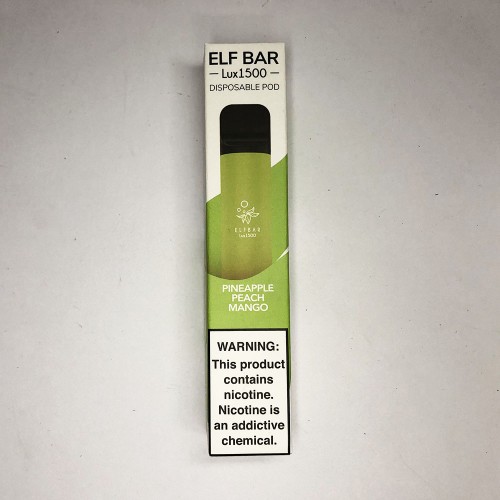 ELF BAR
Lux1500
DISPOSABLE POD
ELFBAR
lux1500
PINEAPPLE
PEACH
MANGO
WARNING:
This product
contains
nicotine.
Nicotine is
an addictive
chemical.